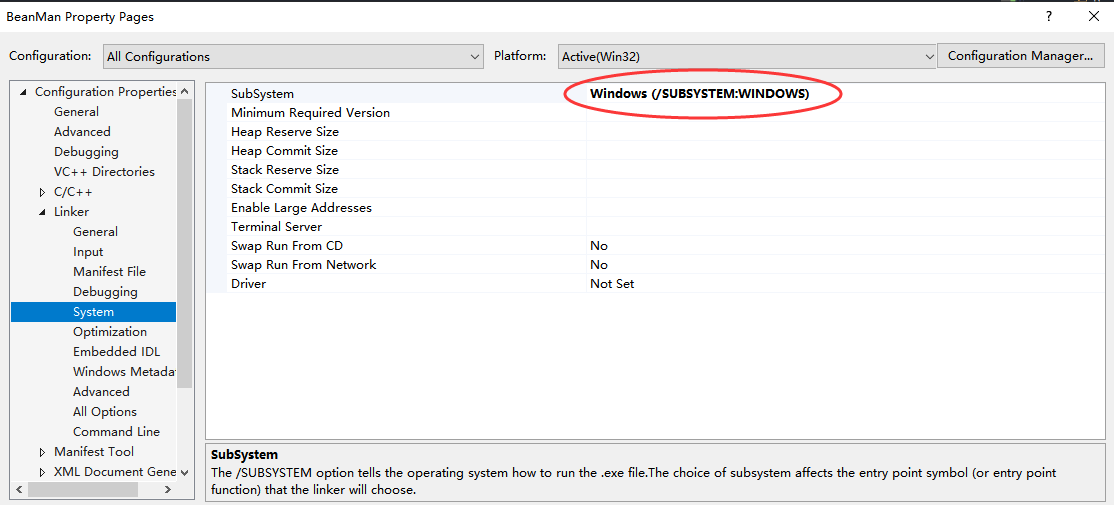 BeanMan Property Pages
Configuration: All Configurations Platform: Active(Win32) Configuration Manager...
Configuration Properties
General
Advanced
Debugging
VC++ Directories
C/C++
Linker
General
Input
Manifest File
Debugging
System
Optimization
Embedded IDL
Windows Metada
Advanced
All Options
Command Line
Manifest Tool
XML Document Gene
SubSystem Windows (/SUBSYSTEM:WINDOWS)
Minimum Required Version
Heap Reserve Size
Heap Commit Size
Stack Reserve Size
Stack Commit Size
Enable Large Addresses
Terminal Server
Swap Run From CD No
Swap Run From Network No
Driver Not Set
SubSystem
The /SUBSYSTEM option tells the operating system how to run the .exe file.The choice of subsystem affects the entry point symbol (or entry point
function) that the linker will choose.